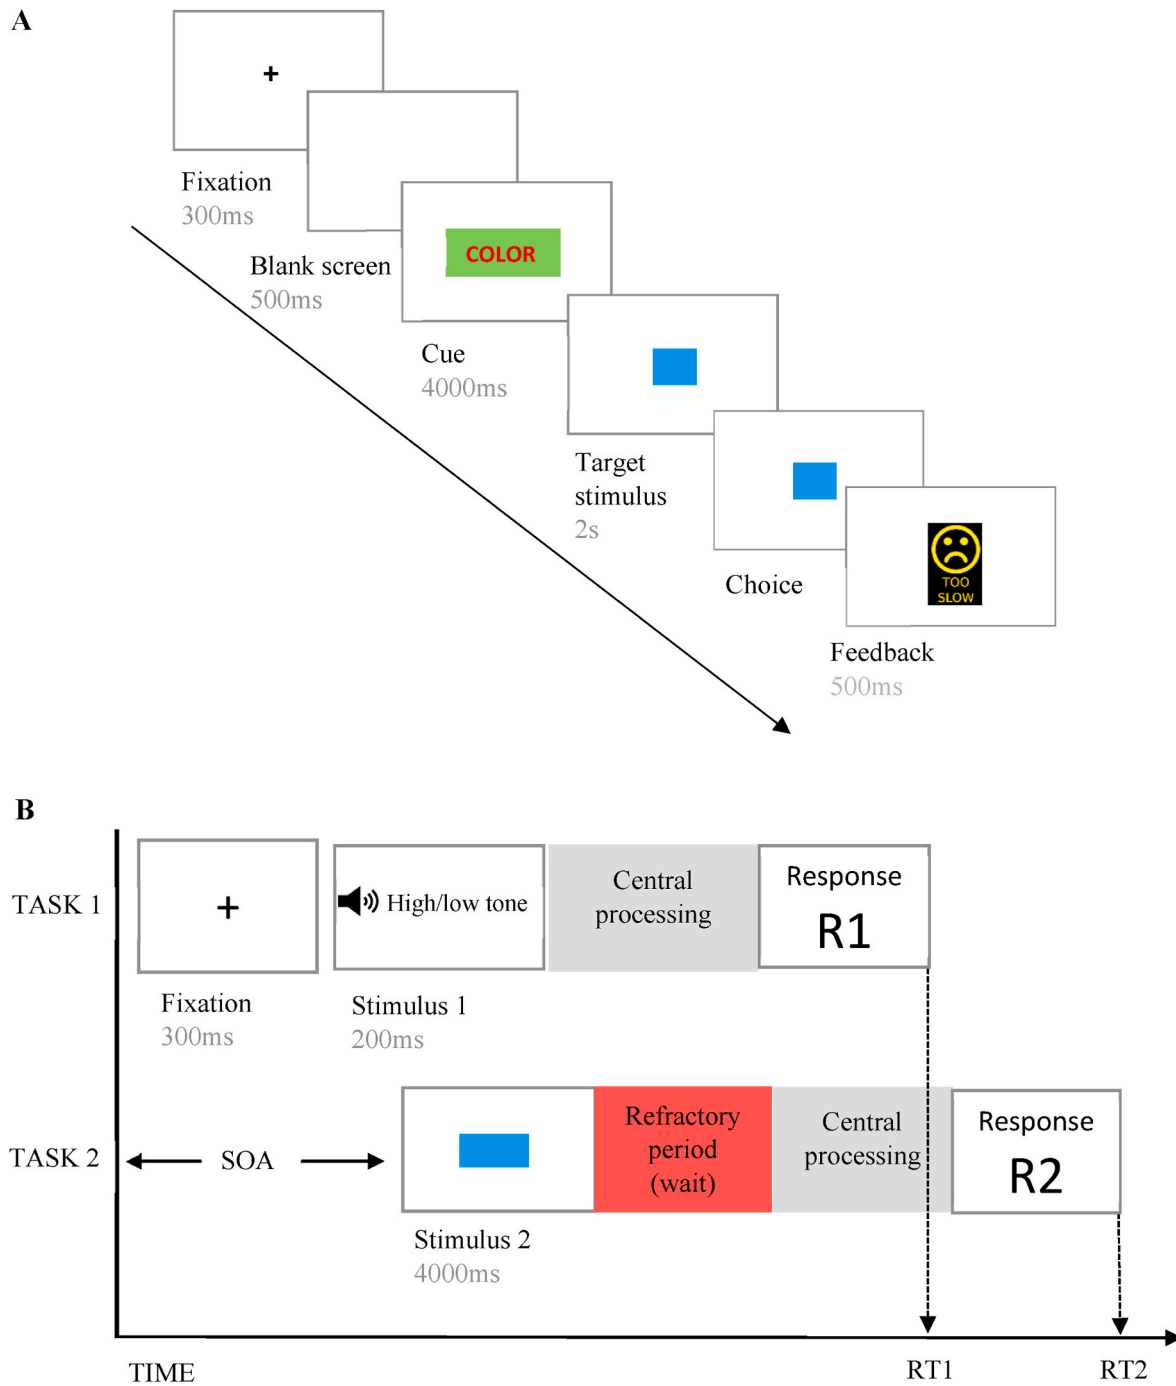 A
+
Fixation
300ms
Blank screen
500ms
COLOR
Cue
4000ms
Target
stimulus
2s
Choice
TOO
SLOW
Feedback
500ms
B
TASK 1
+
Fixation
300ms
High/low tone
Stimulus 1
200ms
Central
processing
Response
R1
TASK 2
SOA
Stimulus 2
4000ms
Refractory
period
(wait)
Central
processing
Response
R2
TIME
RT1
RT2